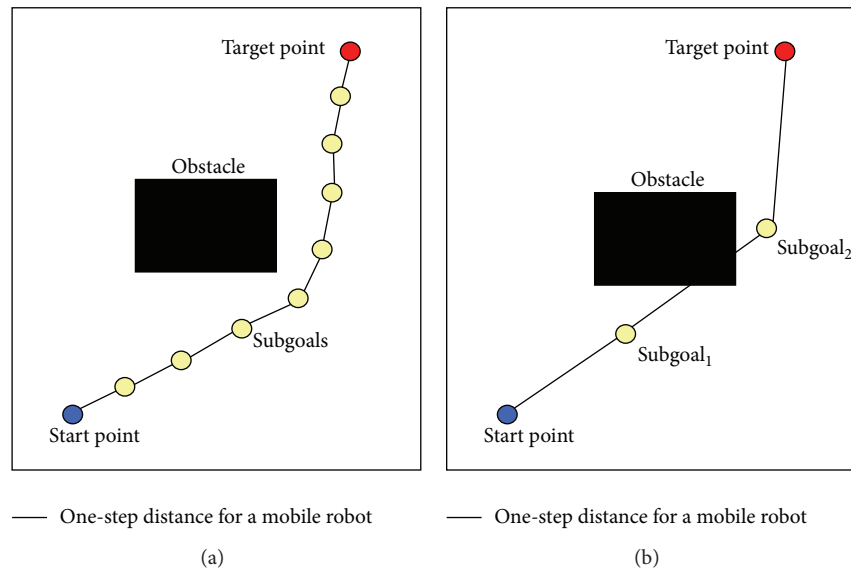 Target point
Obstacle
Subgoals
Start point
One-step distance for a mobile robot
(a)
Target point
Obstacle
Subgoal₂
Subgoal₁
Start point
One-step distance for a mobile robot
(b)